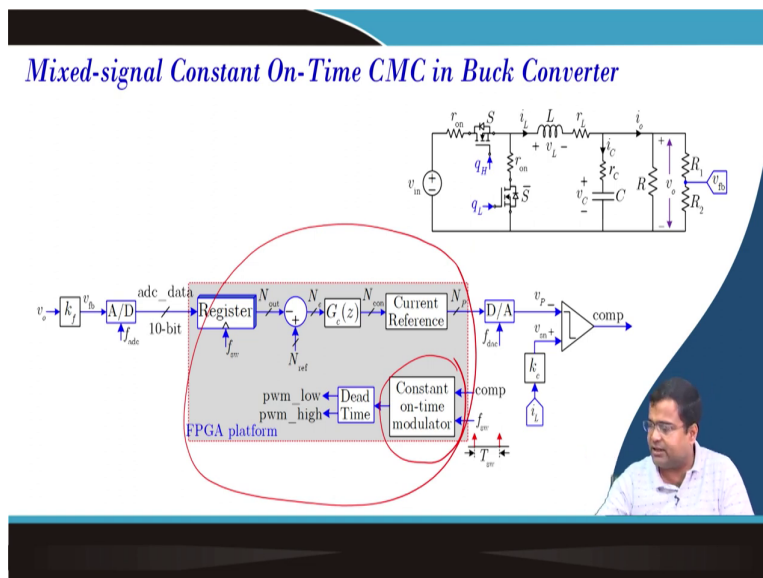 Mixed-signal Constant On-Time CMC in Buck Converter
r_on S i_L L r_L i_o
+ v_L − i_C
q_H r_on r_C + R_1
v_in + v_C C R v_o v_fb
q_L S̅ − R_2
−
adc_data N_out N_e N_con N_P v_P −
v_o k_f v_fb A/D Register − + G_c(z) Current Reference D/A comp
10-bit v_sn +
f_adc f_sw N_ref f_dac k_c
pwm_low Dead Time Constant on-time modulator comp
pwm_high f_sw i_L
FPGA platform T_sw